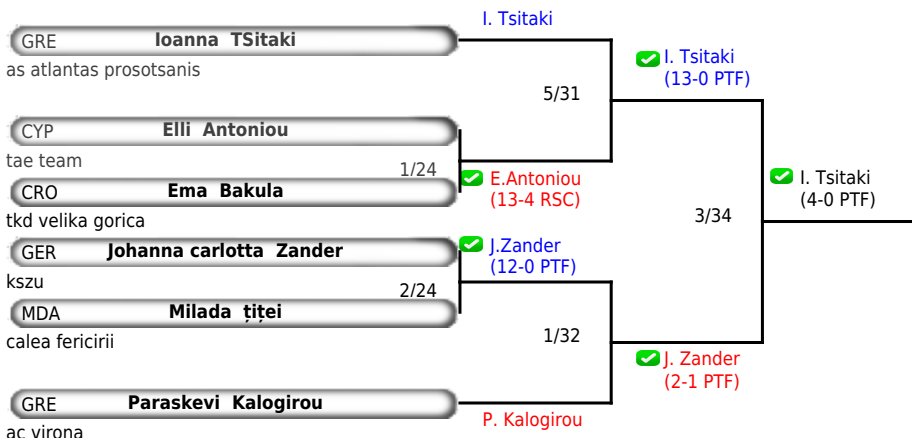 I. Tsitaki
GRE Ioanna TSitaki
as atlantas prosotsanis
I. Tsitaki
(13-0 PTF)
5/31
CYP Elli Antoniou
tae team
1/24
E.Antoniou
(13-4 RSC)
CRO Ema Bakula
tkd velika gorica
I. Tsitaki
(4-0 PTF)
3/34
GER Johanna carlotta Zander
kszu
J.Zander
(12-0 PTF)
2/24
MDA Milada țiței
calea fericirii
1/32
J. Zander
(2-1 PTF)
GRE Paraskevi Kalogirou
ac virona
P. Kalogirou